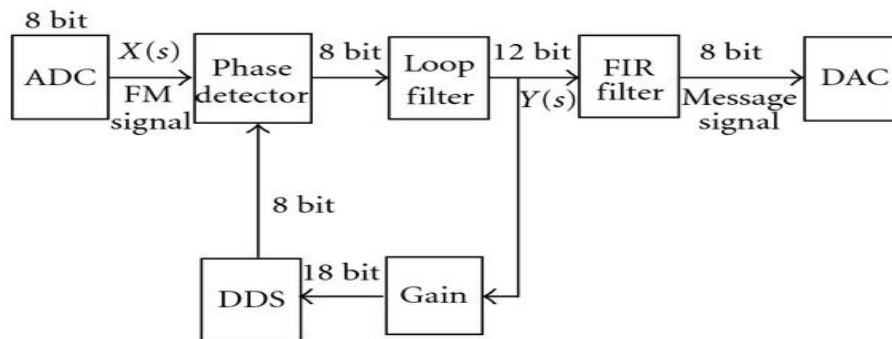 8 bit
ADC
X(s)
FM
signal
Phase
detector
8 bit
Loop
filter
12 bit
Y(s)
FIR
filter
8 bit
Message
signal
DAC
8 bit
DDS
18 bit
Gain